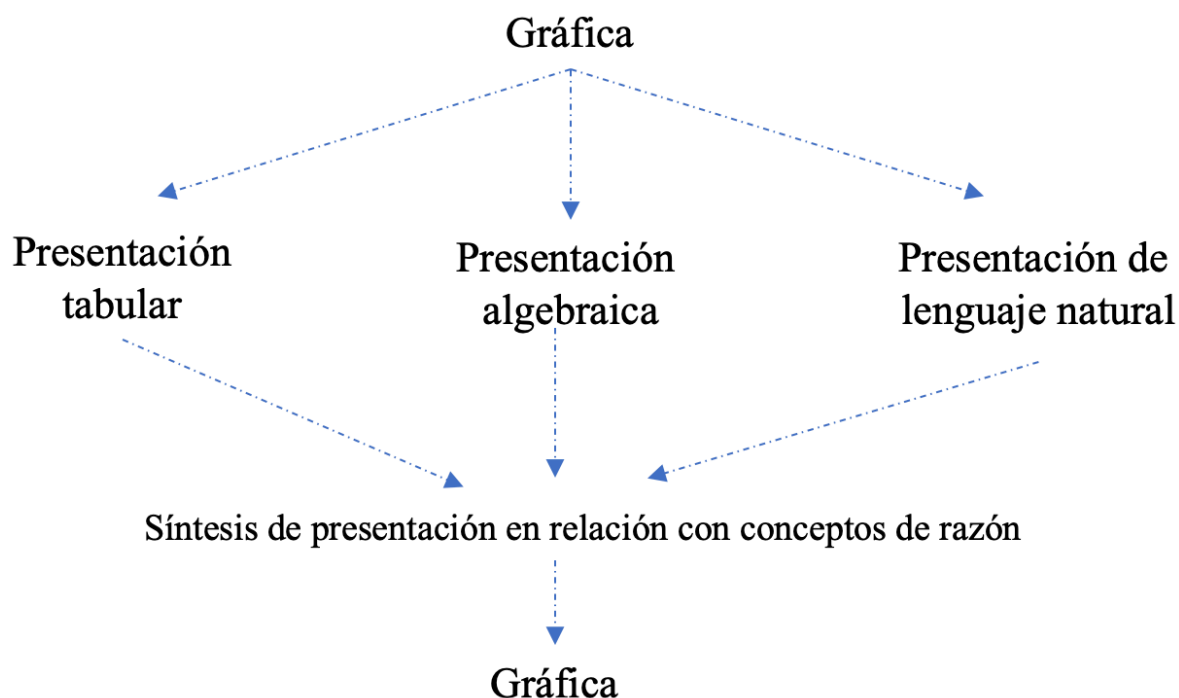 Gráfica
Presentación
tabular
Presentación
algebraica
Presentación de
lenguaje natural
Síntesis de presentación en relación con conceptos de razón
Gráfica